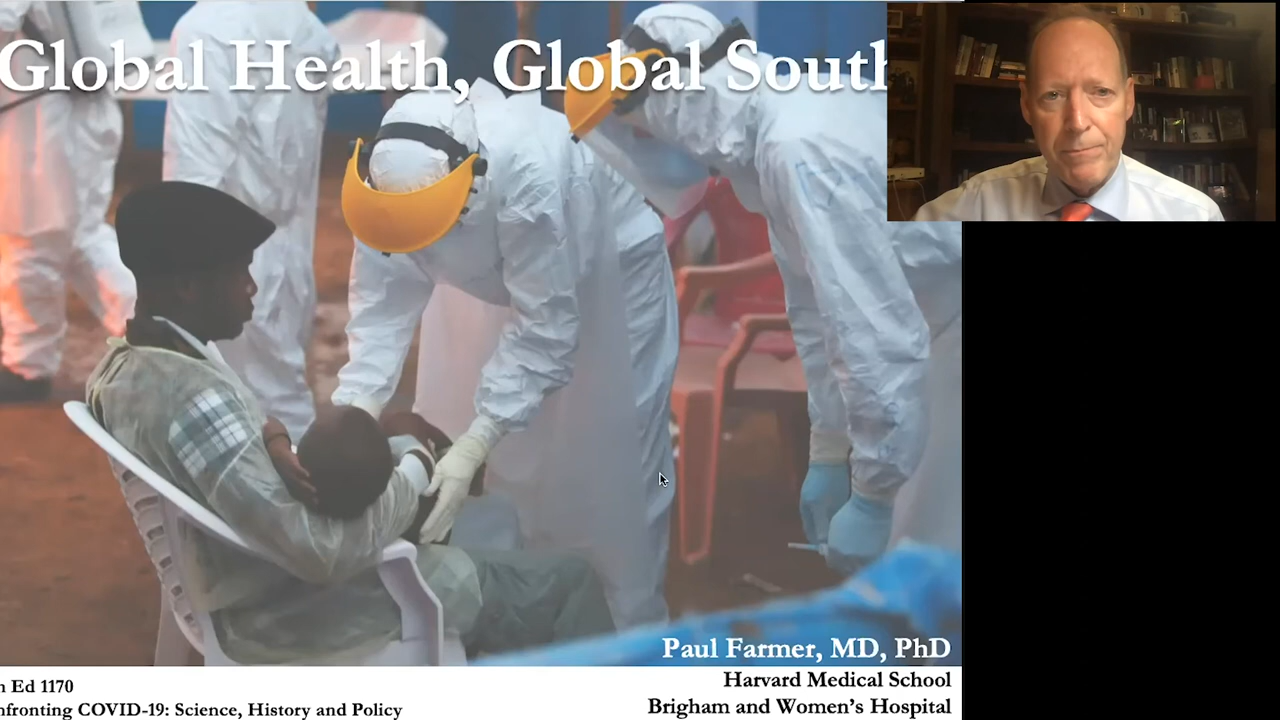 Global Health, Global South
Paul Farmer, MD, PhD
Harvard Medical School
Brigham and Women's Hospital
n Ed 1170
nfronting COVID-19: Science, History and Policy